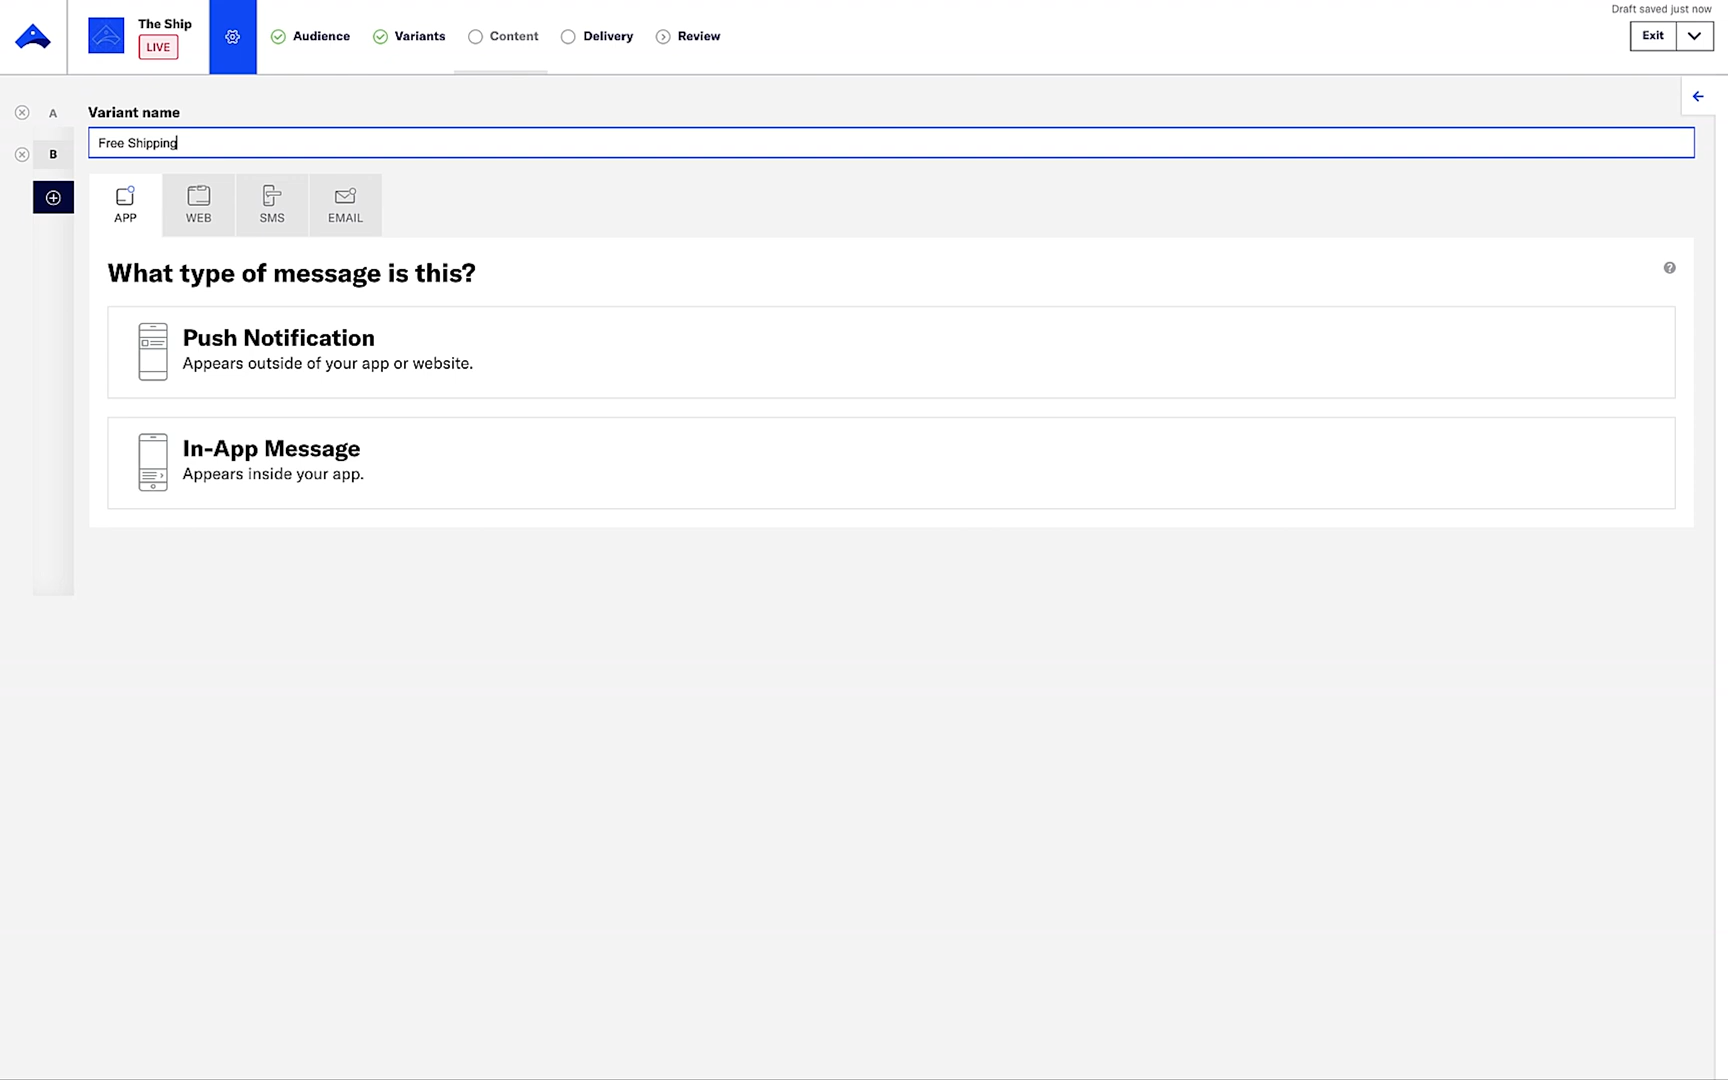 Draft saved just now
The Ship
LIVE
Audience
Variants
Content
Delivery
Review
Exit
A
B
Variant name
Free Shipping
APP
WEB
SMS
EMAIL
What type of message is this?
?
Push Notification
Appears outside of your app or website.
In-App Message
Appears inside your app.